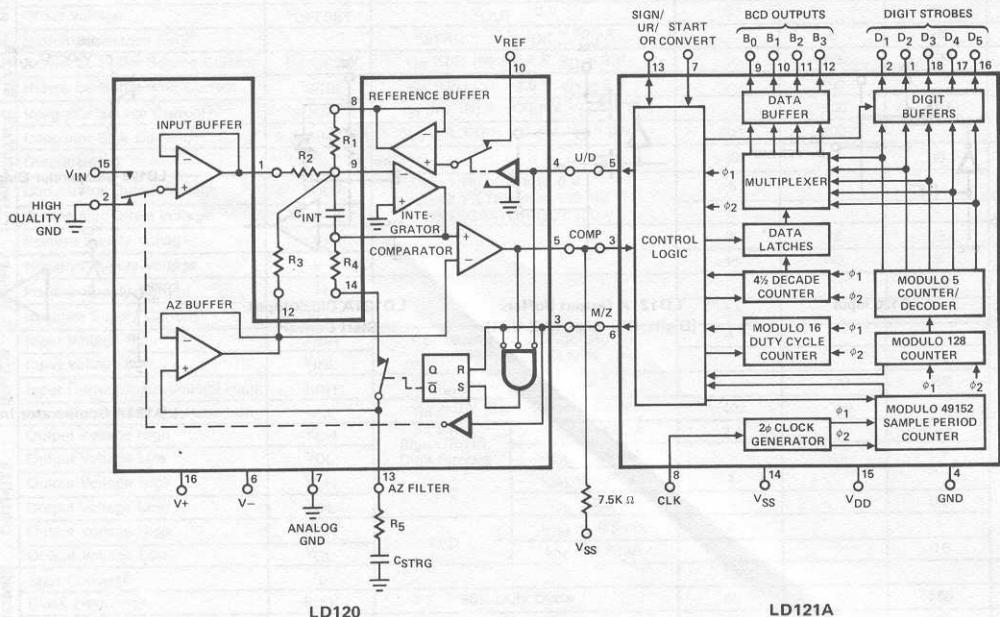 SIGN/
UR/ START
OR CONVERT
BCD OUTPUTS
DIGIT STROBES
B0 B1 B2 B3
D1 D2 D3 D4 D5
13 7 9 10 11 12 2 1 18 17 16
VREF
10
INPUT BUFFER
15
VIN
2
HIGH
QUALITY
GND
1
R2
8
REFERENCE BUFFER
R1
9
CINT
INTE-
GRATOR
COMPARATOR
R3
R4
14
12
AZ BUFFER
4 U/D 5
5 COMP 3
3 M/Z
6
Q R
Q̅ S
DATA
BUFFER
DIGIT
BUFFERS
MULTIPLEXER
ϕ1
ϕ2
CONTROL
LOGIC
DATA
LATCHES
4½ DECADE
COUNTER
ϕ1
ϕ2
MODULO 5
COUNTER/
DECODER
MODULO 16
DUTY CYCLE
COUNTER
ϕ1
ϕ2
MODULO 128
COUNTER
ϕ1 ϕ2
2ϕ CLOCK
GENERATOR
ϕ1
ϕ2
MODULO 49152
SAMPLE PERIOD
COUNTER
16
V+
6
V–
7
ANALOG
GND
13
AZ FILTER
R5
CSTRG
7.5K Ω
VSS
8
CLK
14
VSS
15
VDD
4
GND
LD120
LD121A